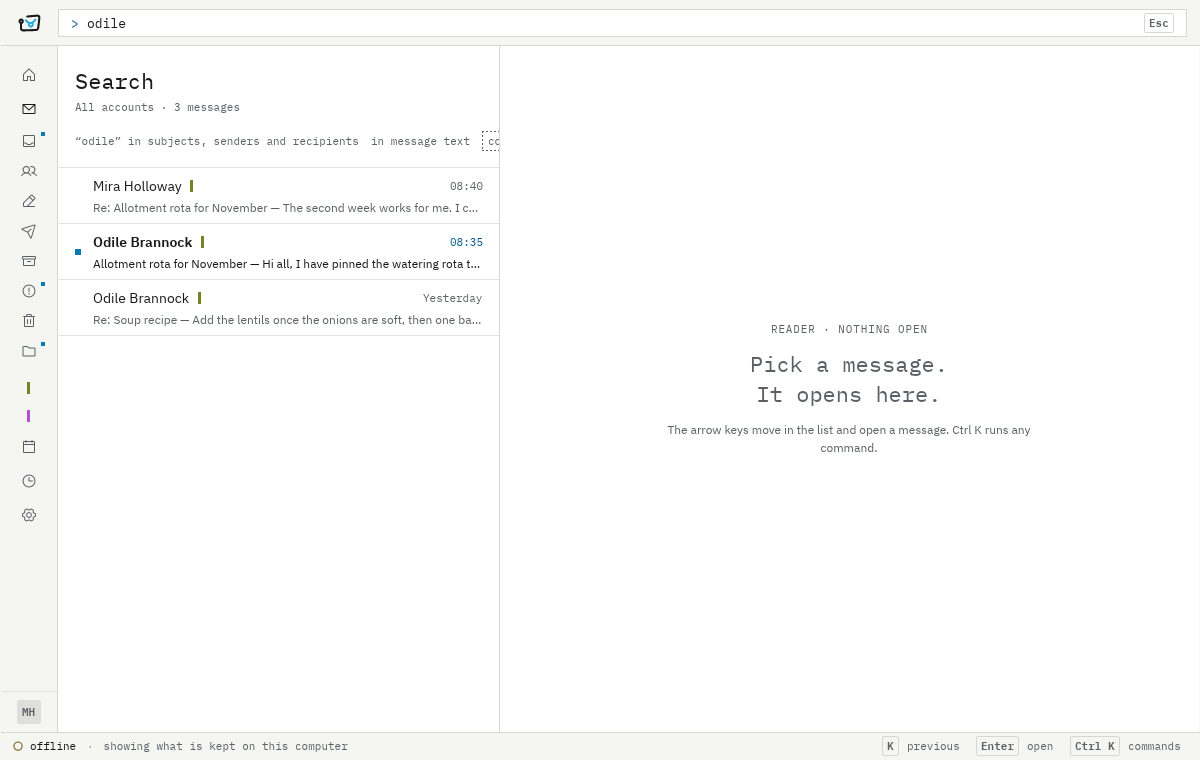 > odile
Esc
Search
All accounts · 3 messages
“odile” in subjects, senders and recipients in message text
Mira Holloway 08:40
Re: Allotment rota for November — The second week works for me. I c…
Odile Brannock 08:35
Allotment rota for November — Hi all, I have pinned the watering rota t…
Odile Brannock Yesterday
Re: Soup recipe — Add the lentils once the onions are soft, then one ba…
READER · NOTHING OPEN
Pick a message.
It opens here.
The arrow keys move in the list and open a message. Ctrl K runs any
command.
MH
offline · showing what is kept on this computer
K previous Enter open Ctrl K commands